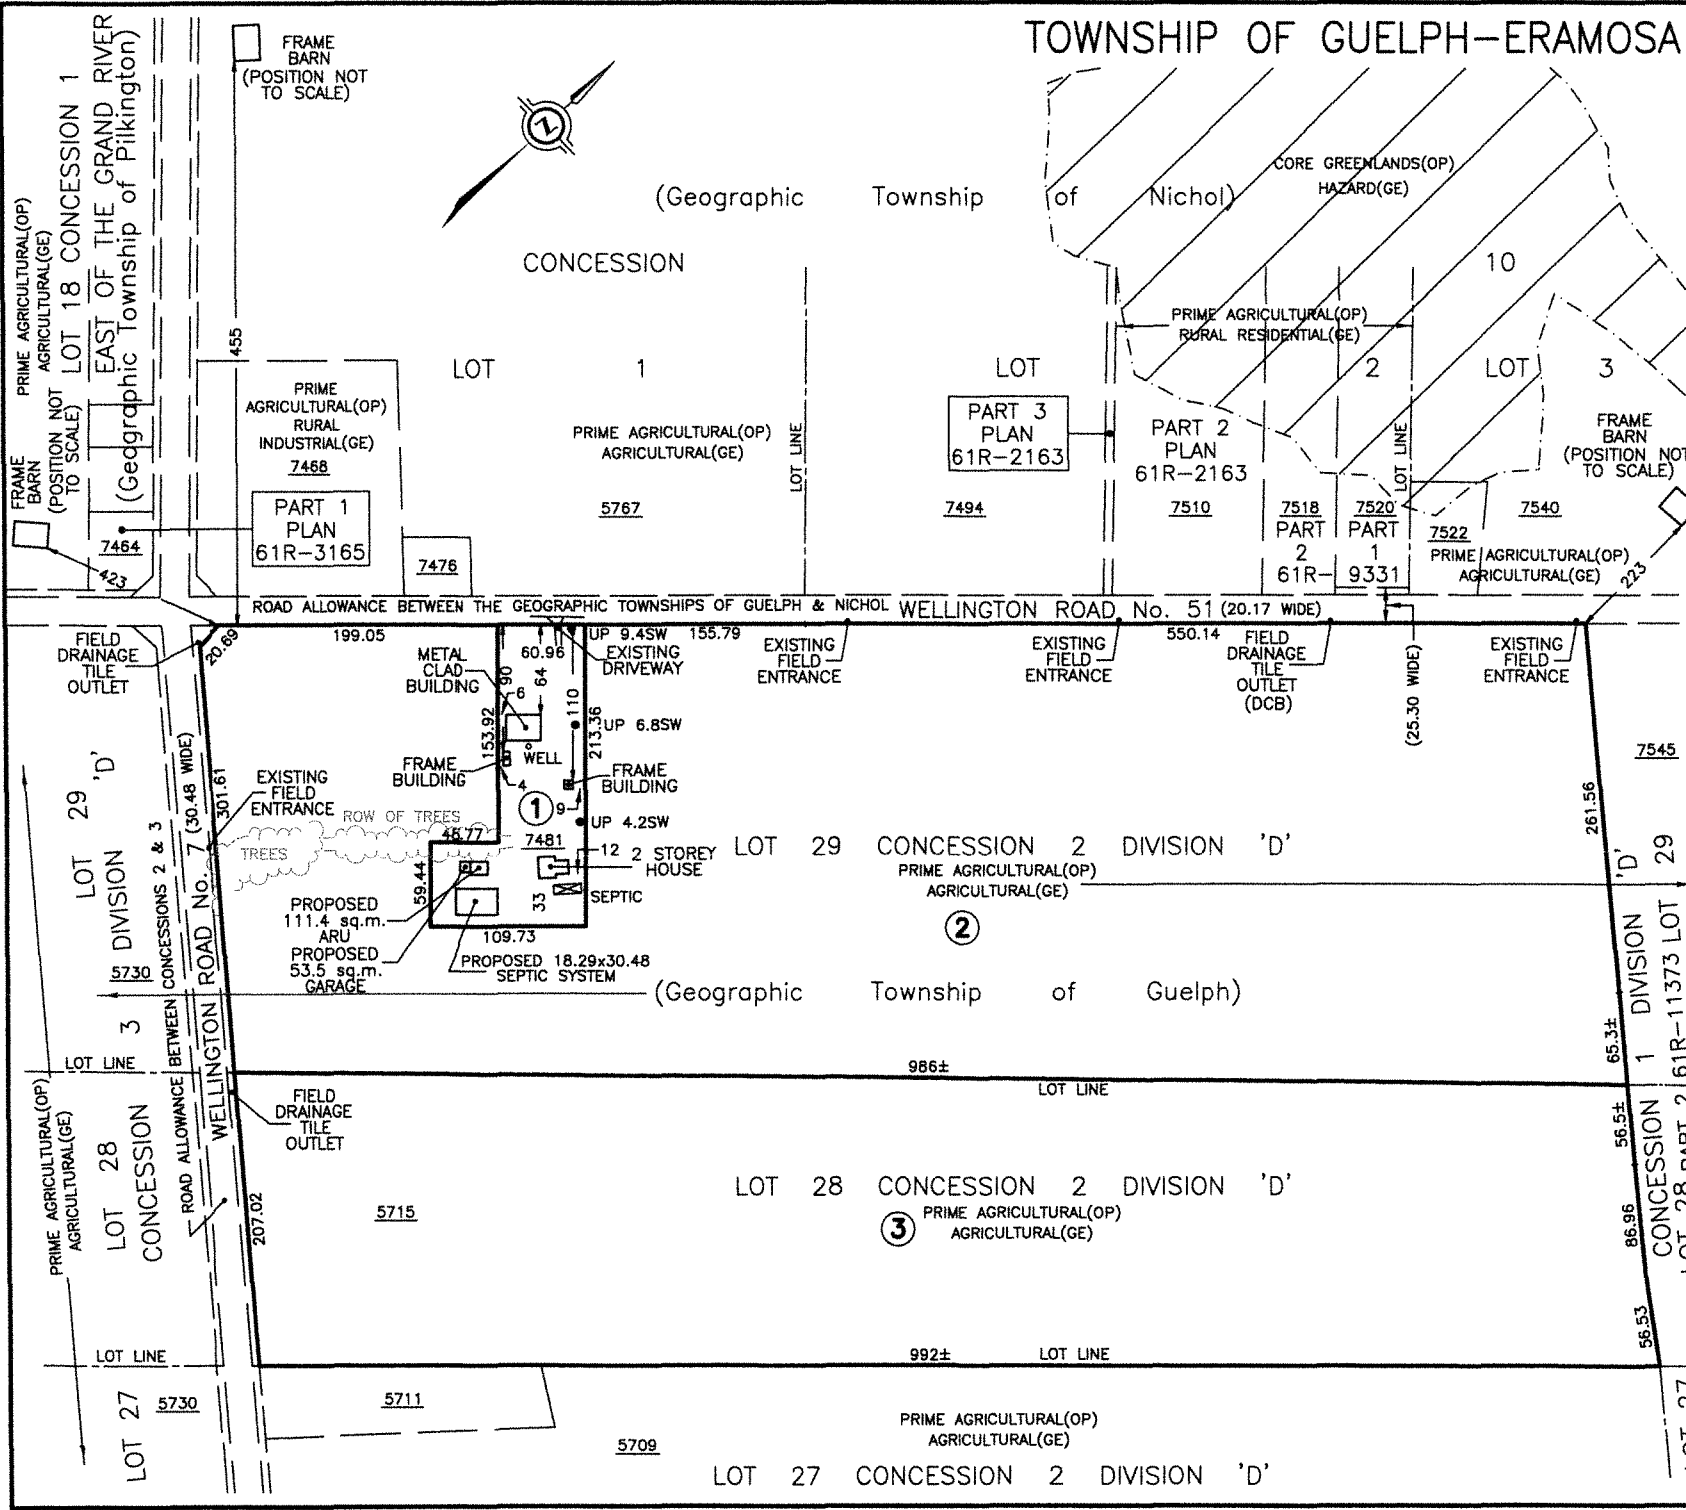 TOWNSHIP OF GUELPH-ERAMOSA
FRAME
BARN
(POSITION NOT
TO SCALE)
LOT 18 CONCESSION 1
EAST OF THE GRAND RIVER
(Geographic Township of Pilkington)
PRIME AGRICULTURAL(OP)
AGRICULTURAL(GE)
FRAME
BARN
(POSITION NOT
TO SCALE)
7464
423
455
Z
(Geographic Township of Nichol)
CONCESSION
10
CORE GREENLANDS(OP)
HAZARD(GE)
PRIME AGRICULTURAL(OP)
RURAL RESIDENTIAL(GE)
LOT 1
LOT 2
LOT 3
PRIME
AGRICULTURAL(OP)
RURAL
INDUSTRIAL(GE)
7468
PART 1
PLAN
61R-3165
7476
PRIME AGRICULTURAL(OP)
AGRICULTURAL(GE)
5767
LOT LINE
PART 3
PLAN
61R-2163
7494
PART 2
PLAN
61R-2163
7510
7518
PART
2
61R-
7520
PART
1
9331
LOT LINE
7522
7540
PRIME AGRICULTURAL(OP)
AGRICULTURAL(GE)
FRAME
BARN
(POSITION NOT
TO SCALE)
223
ROAD ALLOWANCE BETWEEN THE GEOGRAPHIC TOWNSHIPS OF GUELPH & NICHOL
WELLINGTON ROAD No. 51 (20.17 WIDE)
FIELD
DRAINAGE
TILE
OUTLET
20.69
199.05
60.96
UP 9.4SW
155.79
550.14
EXISTING
DRIVEWAY
EXISTING
FIELD
ENTRANCE
EXISTING
FIELD
ENTRANCE
FIELD
DRAINAGE
TILE
OUTLET
(DCB)
(25.30 WIDE)
EXISTING
FIELD
ENTRANCE
METAL
CLAD
BUILDING
90
64
6
110
153.92
213.36
UP 6.8SW
WELL
FRAME
BUILDING
4
FRAME
BUILDING
1
9
UP 4.2SW
7481
46.77
12
2 STOREY
HOUSE
SEPTIC
33
59.44
109.73
EXISTING
FIELD
ENTRANCE
ROW OF TREES
TREES
PROPOSED
111.4 sq.m.
ARU
PROPOSED
53.5 sq.m.
GARAGE
PROPOSED 18.29x30.48
SEPTIC SYSTEM
301.61
LOT 29 CONCESSION 2 DIVISION 'D'
PRIME AGRICULTURAL(OP)
AGRICULTURAL(GE)
2
(Geographic Township of Guelph)
7545
261.56
65.3±
LOT 29 'D'
3 DIVISION
5730
ROAD ALLOWANCE BETWEEN CONCESSIONS 2 & 3
WELLINGTON ROAD No. 7 (30.48 WIDE)
LOT LINE
986±
LOT LINE
FIELD
DRAINAGE
TILE
OUTLET
PRIME AGRICULTURAL(OP)
AGRICULTURAL(GE)
LOT 28
CONCESSION
207.02
5715
LOT 28 CONCESSION 2 DIVISION 'D'
3
PRIME AGRICULTURAL(OP)
AGRICULTURAL(GE)
56.5±
86.96
56.53
CONCESSION 1 DIVISION 'D'
29
LOT 28 PART 2 61R-11373 LOT
LOT LINE
992±
LOT LINE
LOT 27
5730
5711
5709
PRIME AGRICULTURAL(OP)
AGRICULTURAL(GE)
LOT 27 CONCESSION 2 DIVISION 'D'
LOT 27